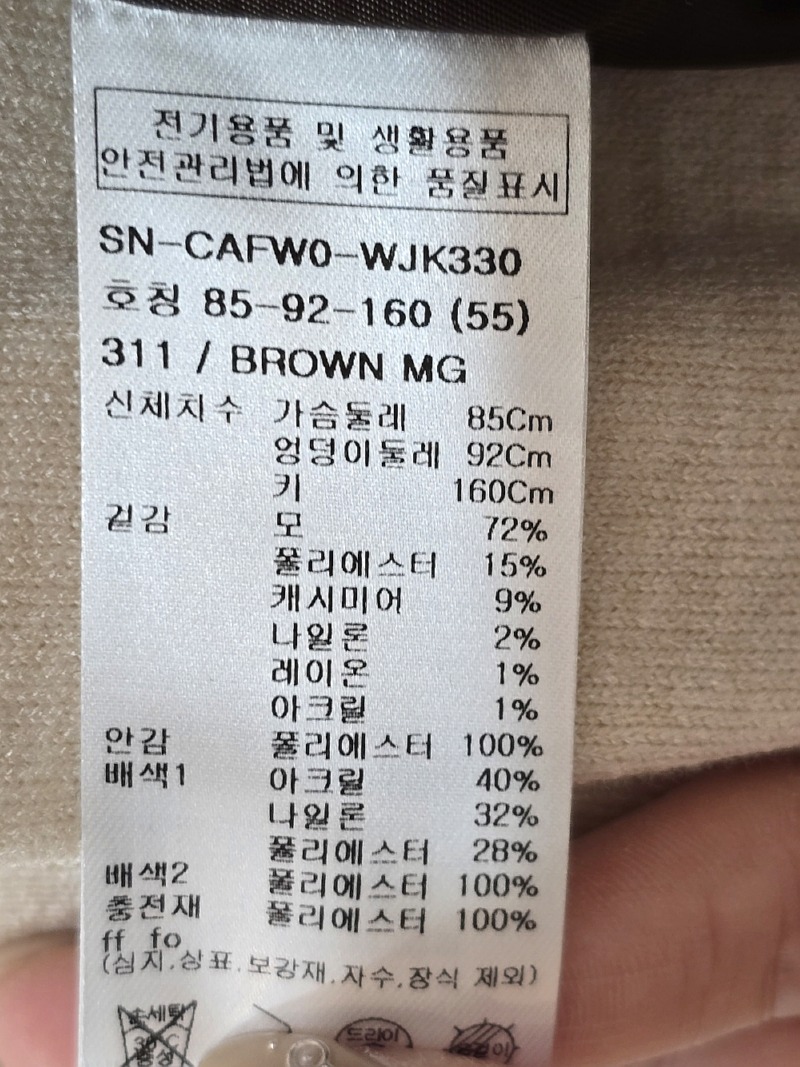 전기용품 및 생활용품
안전관리법에 의한 품질표시
SN-CAFW0-WJK330
호칭 85-92-160 (55)
311 / BROWN MG
신체치수 가슴둘레 85Cm
엉덩이둘레 92Cm
키 160Cm
겉감 모 72%
폴리에스터 15%
캐시미어 9%
나일론 2%
레이온 1%
아크릴 1%
안감 폴리에스터 100%
배색1 아크릴 40%
나일론 32%
폴리에스터 28%
배색2 폴리에스터 100%
충전재 폴리에스터 100%
ff fo
(심지.상표.보강재.자수.장식 제외)
손세탁 드라이
중성